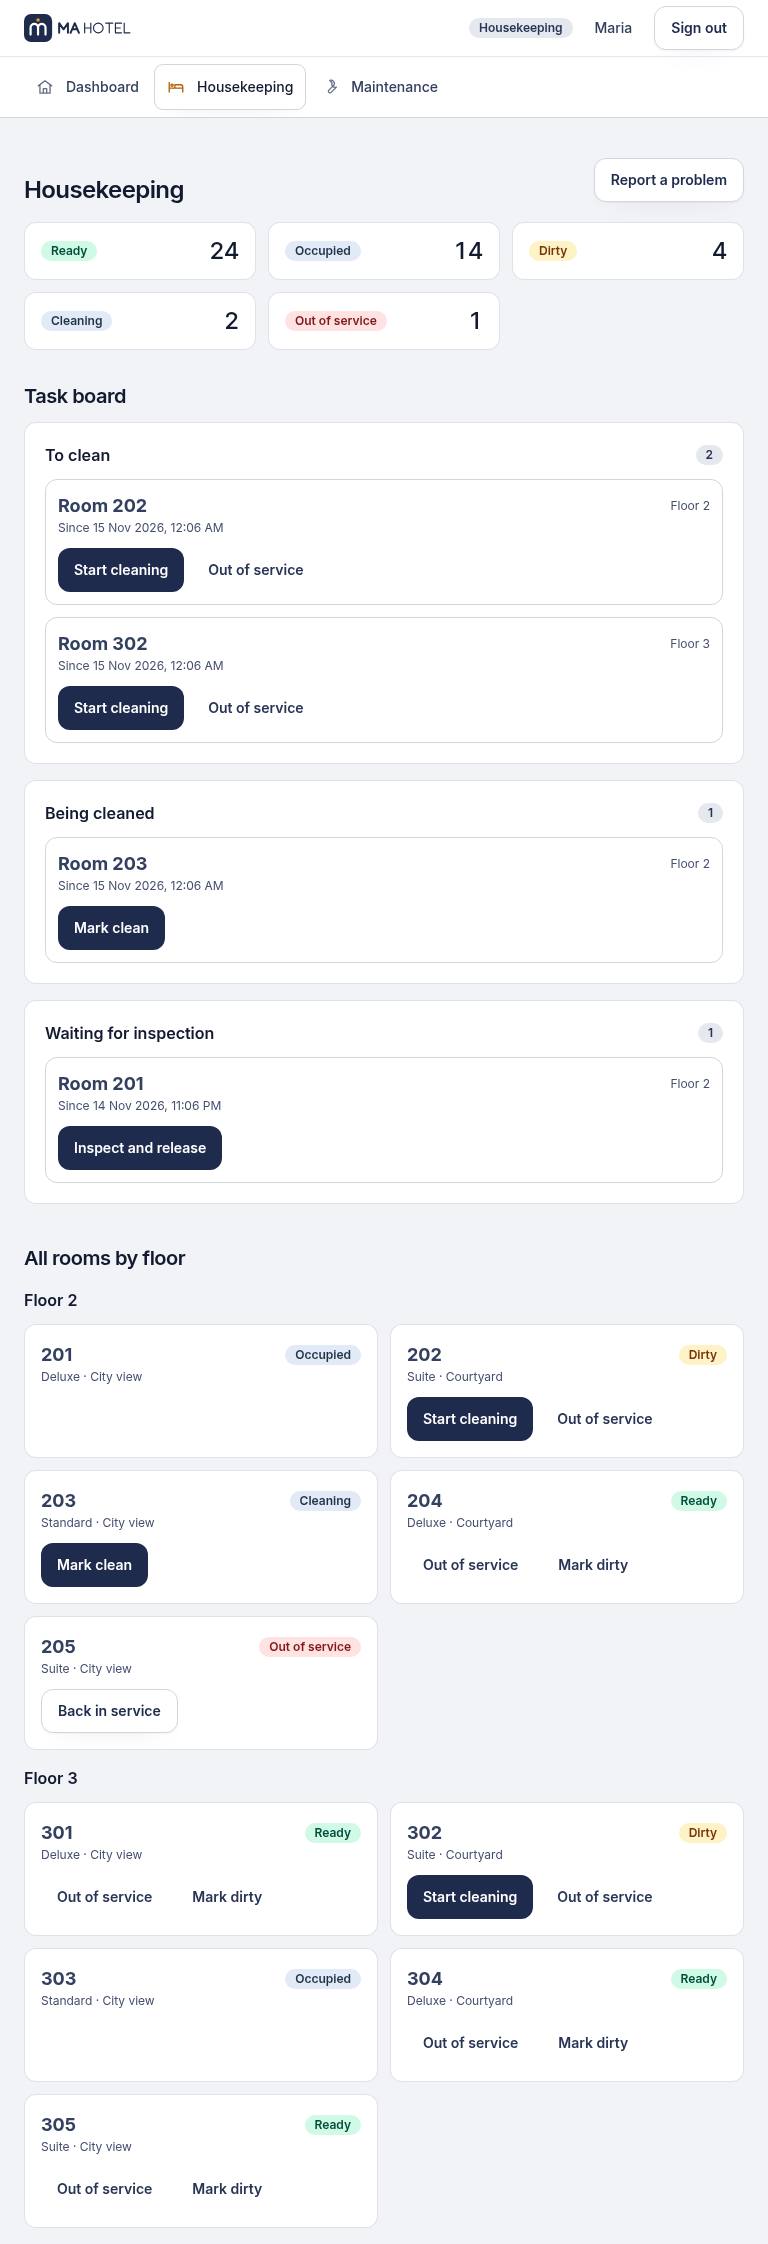 MA HOTEL
Housekeeping
Maria
Sign out
Dashboard
Housekeeping
Maintenance
Housekeeping
Report a problem
Ready 24
Occupied 14
Dirty 4
Cleaning 2
Out of service 1
Task board
To clean 2
Room 202 Floor 2
Since 15 Nov 2026, 12:06 AM
Start cleaning Out of service
Room 302 Floor 3
Since 15 Nov 2026, 12:06 AM
Start cleaning Out of service
Being cleaned 1
Room 203 Floor 2
Since 15 Nov 2026, 12:06 AM
Mark clean
Waiting for inspection 1
Room 201 Floor 2
Since 14 Nov 2026, 11:06 PM
Inspect and release
All rooms by floor
Floor 2
201 Occupied
Deluxe · City view
202 Dirty
Suite · Courtyard
Start cleaning Out of service
203 Cleaning
Standard · City view
Mark clean
204 Ready
Deluxe · Courtyard
Out of service Mark dirty
205 Out of service
Suite · City view
Back in service
Floor 3
301 Ready
Deluxe · City view
Out of service Mark dirty
302 Dirty
Suite · Courtyard
Start cleaning Out of service
303 Occupied
Standard · City view
304 Ready
Deluxe · Courtyard
Out of service Mark dirty
305 Ready
Suite · City view
Out of service Mark dirty